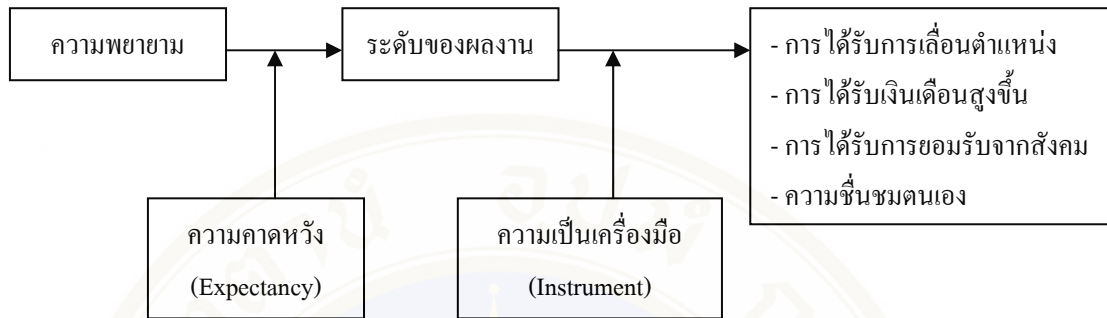 ความพยายาม
ระดับของผลงาน
- การได้รับการเลื่อนตำแหน่ง
- การได้รับเงินเดือนสูงขึ้น
- การได้รับการยอมรับจากสังคม
- ความชื่นชมตนเอง
ความคาดหวัง
(Expectancy)
ความเป็นเครื่องมือ
(Instrument)